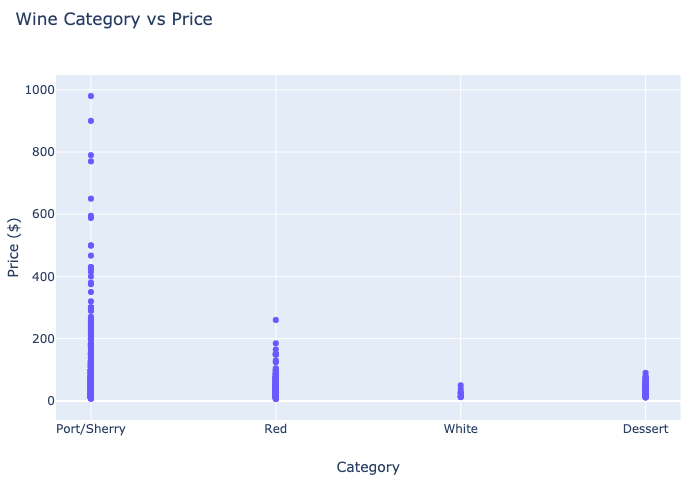 Wine Category vs Price
1000
800
600
400
200
0
Price ($)
Port/Sherry Red White Dessert
Category